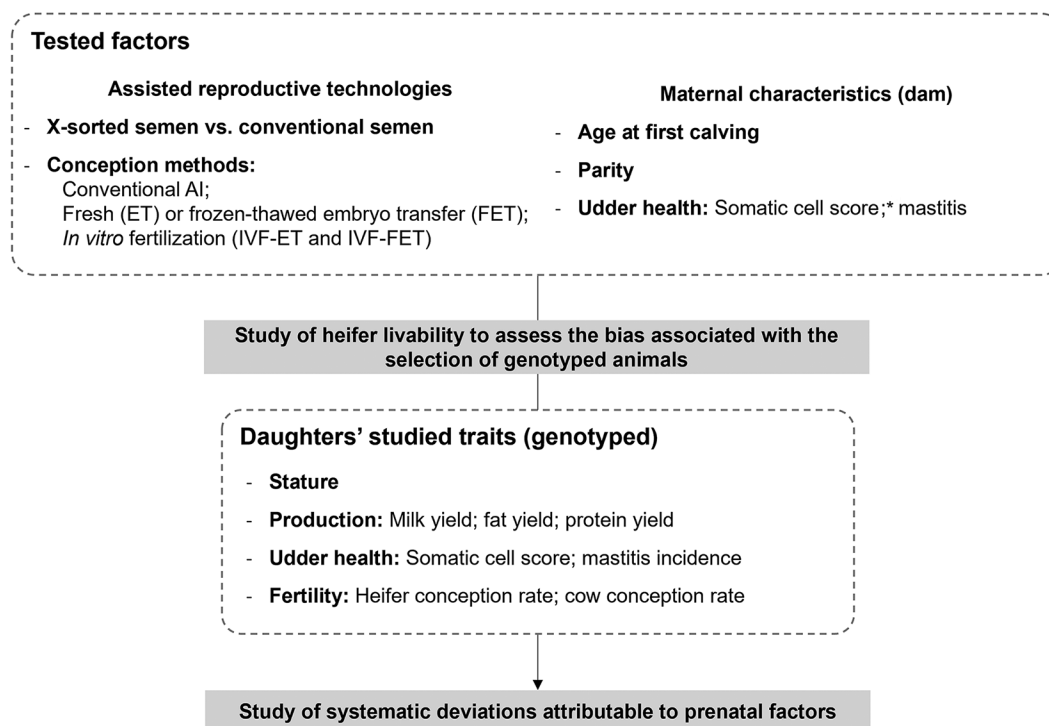 Tested factors
Assisted reproductive technologies
- X-sorted semen vs. conventional semen
- Conception methods:
Conventional AI;
Fresh (ET) or frozen-thawed embryo transfer (FET);
In vitro fertilization (IVF-ET and IVF-FET)
Maternal characteristics (dam)
- Age at first calving
- Parity
- Udder health: Somatic cell score;* mastitis
Study of heifer livability to assess the bias associated with the
selection of genotyped animals
Daughters’ studied traits (genotyped)
- Stature
- Production: Milk yield; fat yield; protein yield
- Udder health: Somatic cell score; mastitis incidence
- Fertility: Heifer conception rate; cow conception rate
Study of systematic deviations attributable to prenatal factors